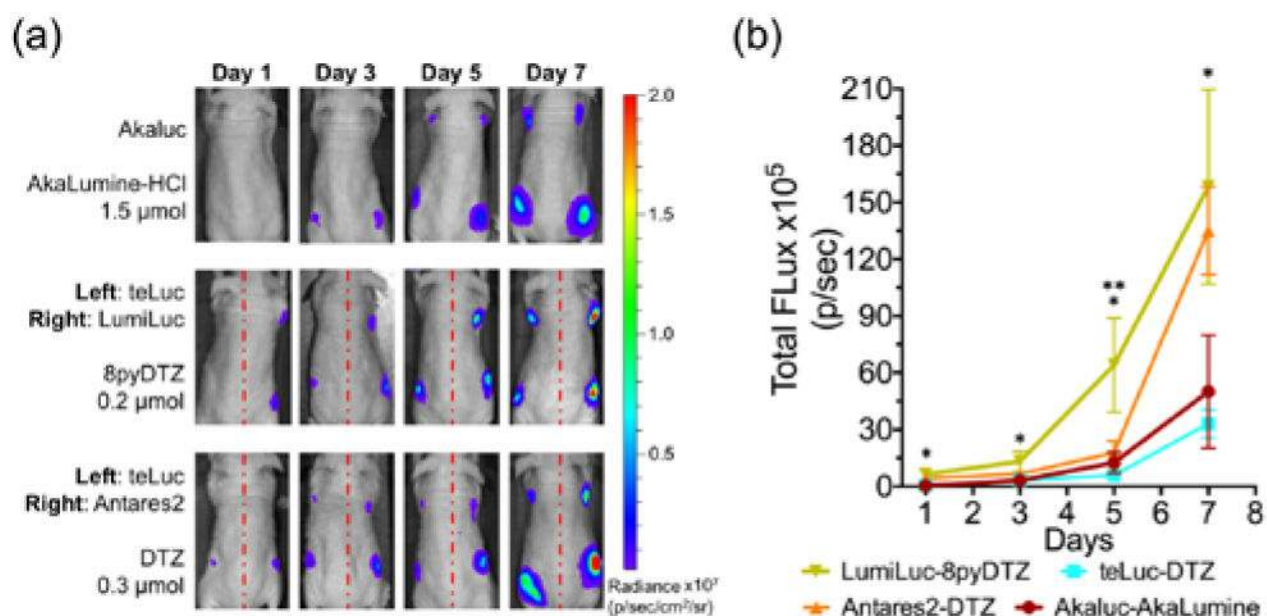 (a)
Day 1 Day 3 Day 5 Day 7
Akaluc
AkaLumine-HCl
1.5 μmol
Left: teLuc
Right: LumiLuc
8pyDTZ
0.2 μmol
Left: teLuc
Right: Antares2
DTZ
0.3 μmol
2.0
1.5
1.0
0.5
Radiance x10⁷
(p/sec/cm²/sr)
(b)
Total FLux x10⁵
(p/sec)
210
180
150
120
90
60
30
0
*
*
**
*
*
1 2 3 4 5 6 7 8
Days
LumiLuc-8pyDTZ teLuc-DTZ
Antares2-DTZ Akaluc-AkaLumine